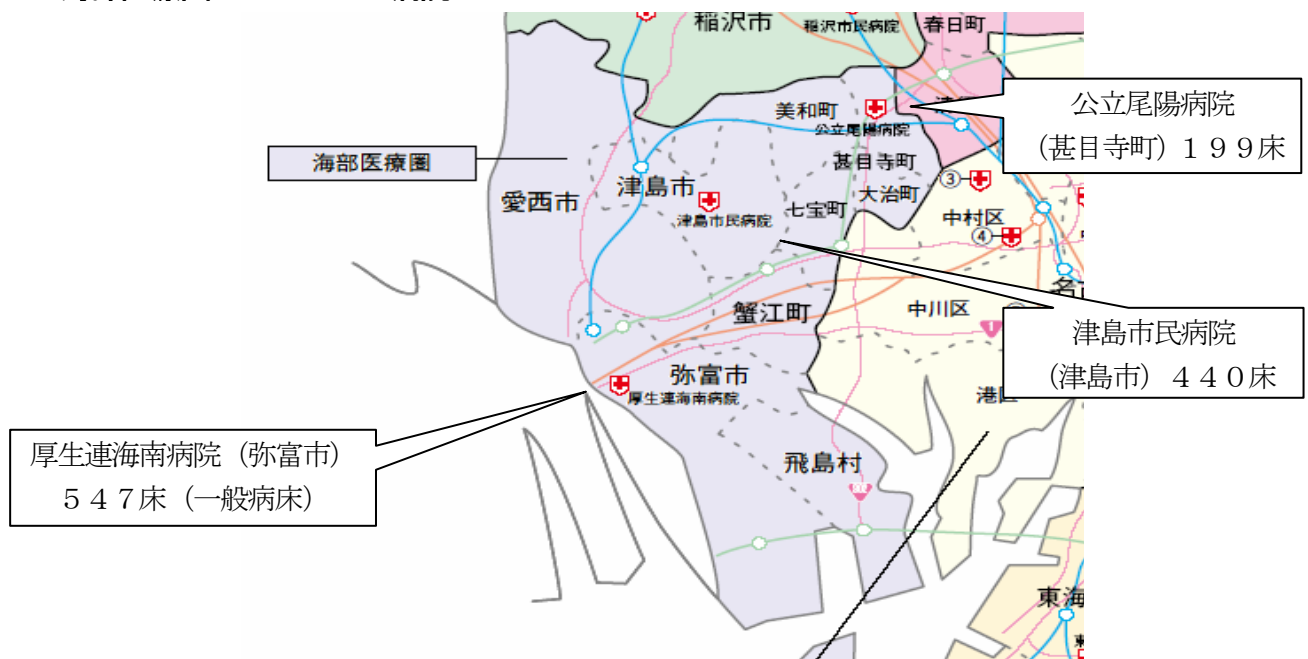 稲沢市
稲沢市民病院
春日町
美和町
公立尾陽病院
公立尾陽病院
(甚目寺町) 199床
海部医療圏
甚目寺町
③
津島市
大治町
愛西市
七宝町
津島市民病院
中村区
④
蟹江町
中川区
1
津島市民病院
(津島市) 440床
弥富市
厚生連海南病院
港区
厚生連海南病院 (弥富市)
547床 (一般病床)
飛島村
302
東海